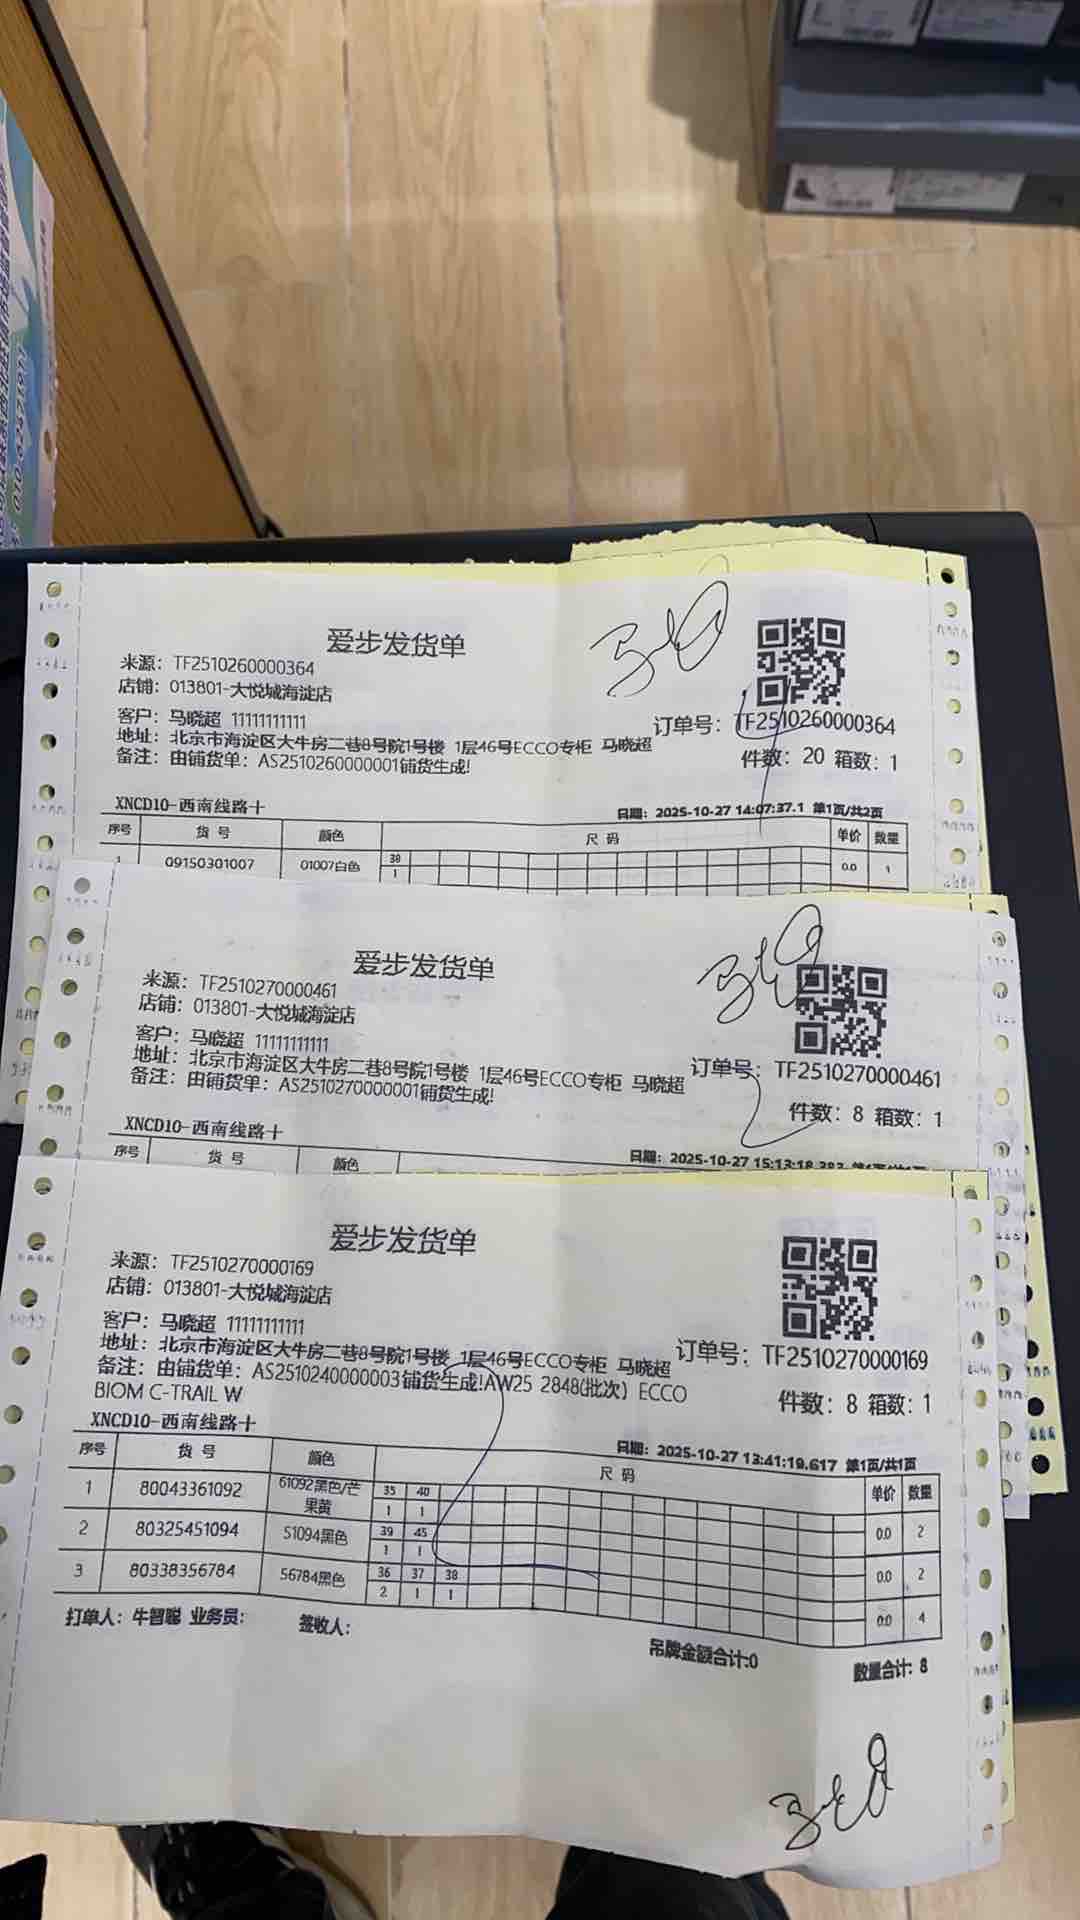 爱步发货单
来源：TF2510260000364
店铺：013801-大悦城海淀店
客户：马晓超 11111111111
订单号：TF2510260000364
地址：北京市海淀区大牛房二巷8号院1号楼 1层46号ECCO专柜 马晓超
备注：由铺货单：AS2510260000001铺货生成!
件数：20 箱数：1
XNCD10-西南线路十
日期：2025-10-27 14:07:37.1 第1页/共2页
序号 货 号 颜色 尺 码 单价 数量
38
1 09150301007 01007白色 0.0 1
1
爱步发货单
来源：TF2510270000461
店铺：013801-大悦城海淀店
客户：马晓超 11111111111
地址：北京市海淀区大牛房二巷8号院1号楼 1层46号ECCO专柜 马晓超
订单号：TF2510270000461
备注：由铺货单：AS2510270000001铺货生成!
件数：8 箱数：1
XNCD10-西南线路十
日期：2025-10-27 15:13:18.383 第1页/共1页
序号 货 号 颜色
爱步发货单
来源：TF2510270000169
店铺：013801-大悦城海淀店
客户：马晓超 11111111111
地址：北京市海淀区大牛房二巷8号院1号楼 1层46号ECCO专柜 马晓超
订单号：TF2510270000169
备注：由铺货单：AS2510240000003铺货生成!AW25 2848(批次）ECCO
BIOM C-TRAIL W
件数：8 箱数：1
XNCD10-西南线路十
日期：2025-10-27 13:41:19.617 第1页/共1页
序号 货 号 颜色 尺 码 单价 数量
1 80043361092 61092黑色/芒果黄 35 40 0.0 2
1 1
2 80325451094 51094黑色 39 45 0.0 2
1 1
3 80338356784 56784黑色 36 37 38 0.0 4
2 1 1
打单人：牛智聪 业务员： 签收人：
吊牌金额合计:0
数量合计：8